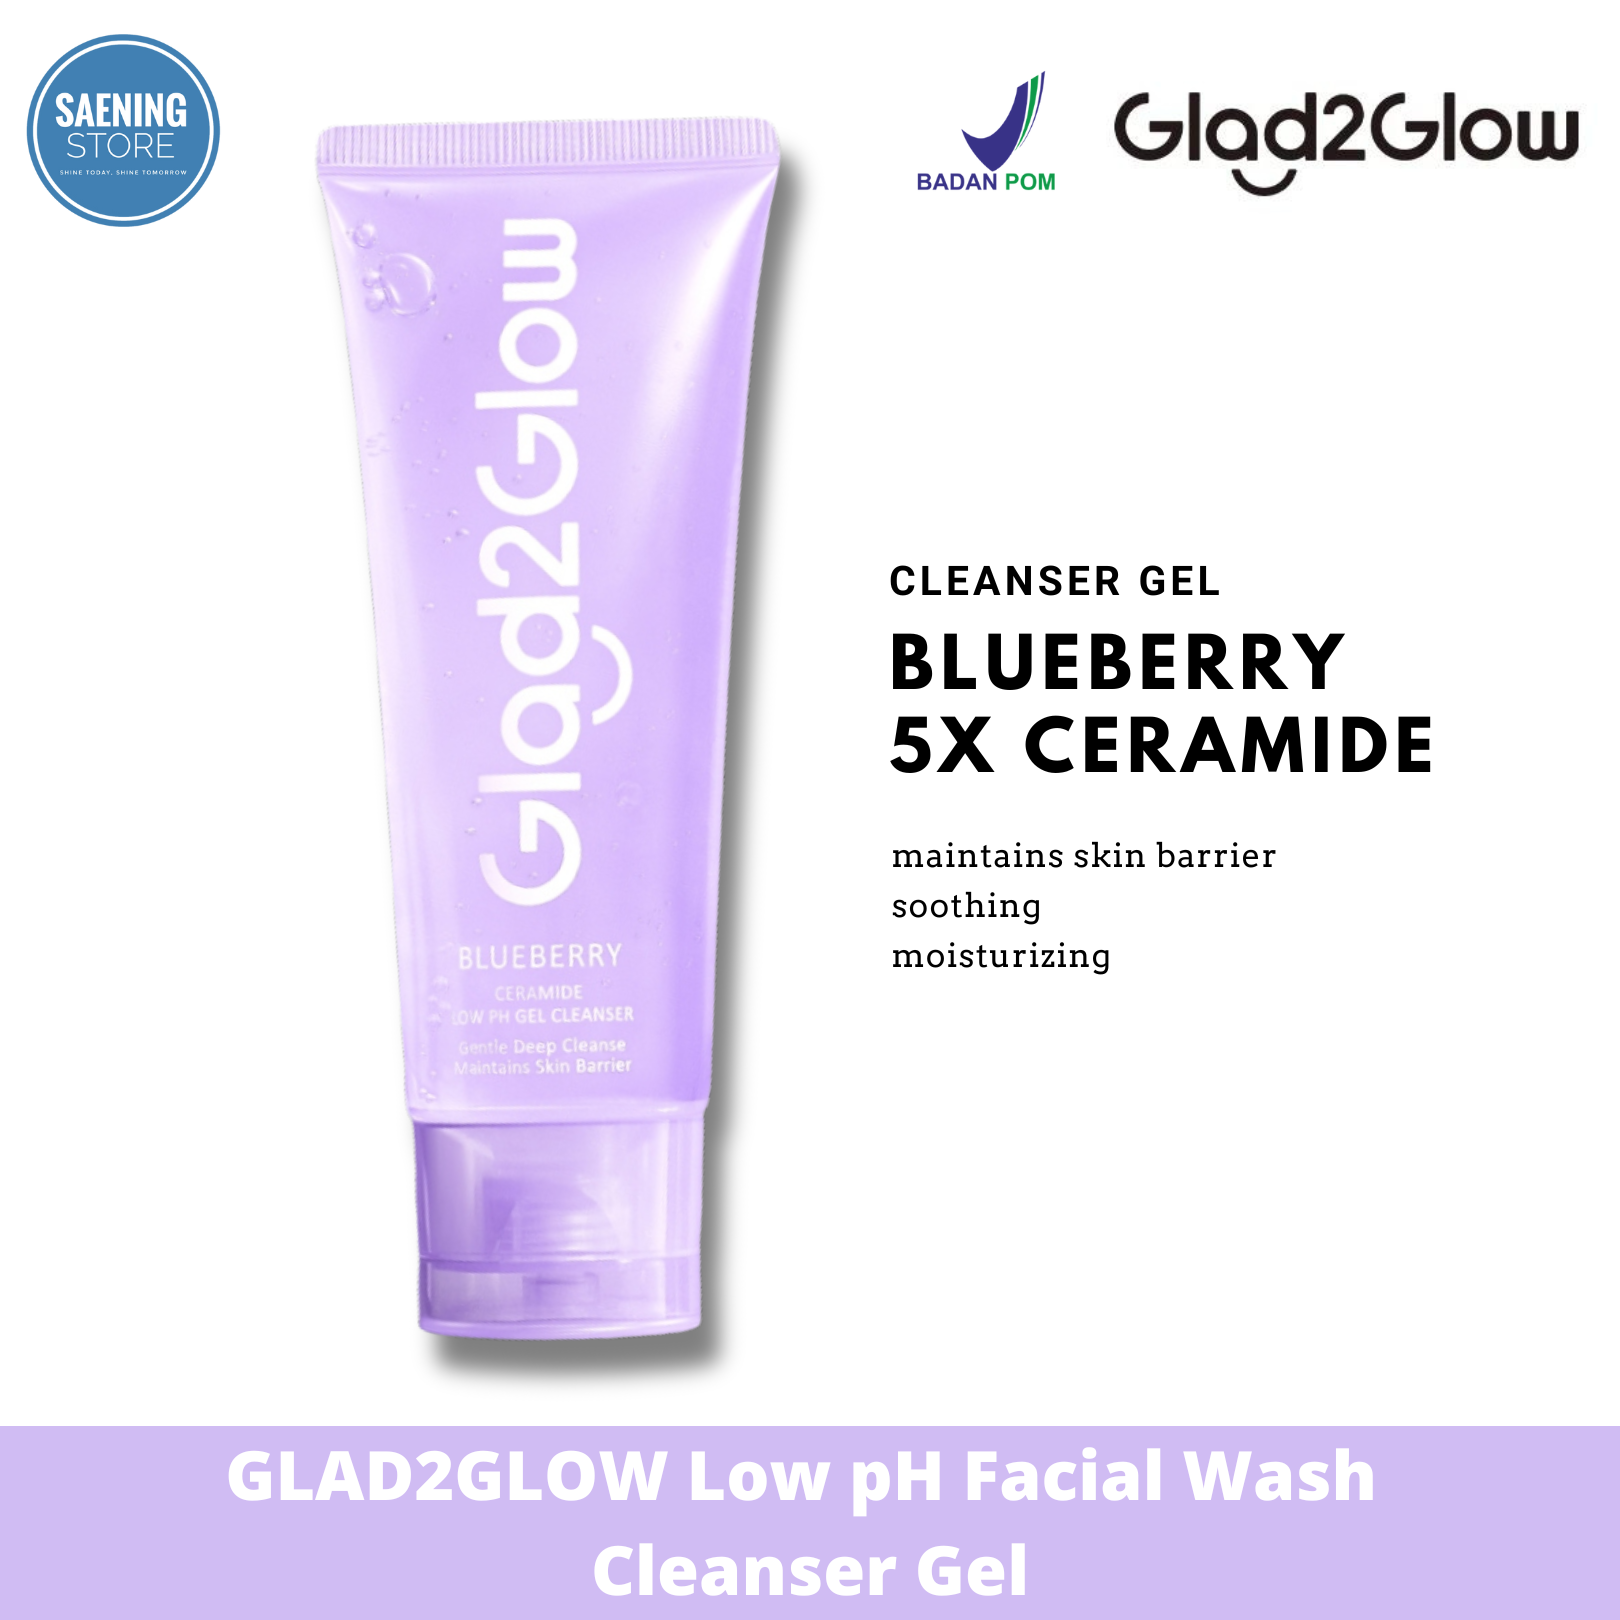 SAENING
STORE
SHINE TODAY, SHINE TOMORROW
BADAN POM
Glad2Glow
Glad2Glow
BLUEBERRY
CERAMIDE
LOW PH GEL CLEANSER
Gentle Deep Cleanse
Maintains Skin Barrier
CLEANSER GEL
BLUEBERRY
5X CERAMIDE
maintains skin barrier
soothing
moisturizing
GLAD2GLOW Low pH Facial Wash
Cleanser Gel